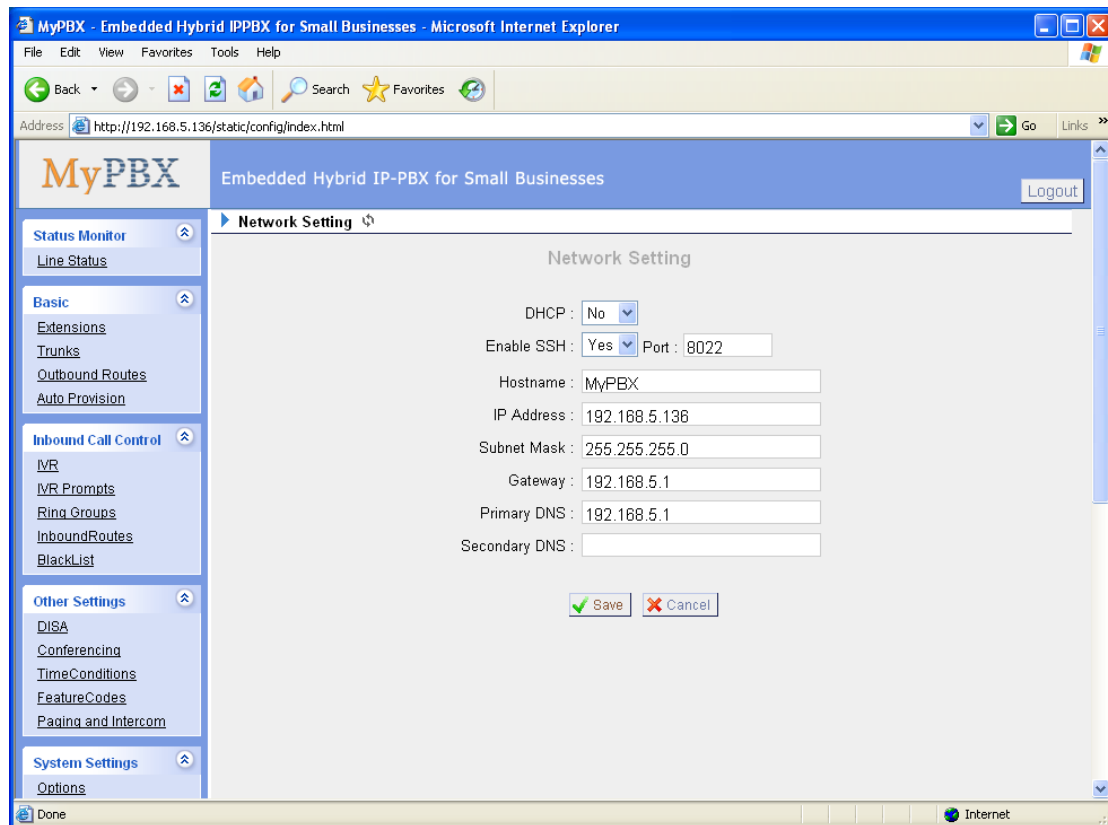 MyPBX - Embedded Hybrid IPPBX for Small Businesses - Microsoft Internet Explorer
File Edit View Favorites Tools Help
Back Search Favorites
Address http://192.168.5.136/static/config/index.html Go Links »
MyPBX
Embedded Hybrid IP-PBX for Small Businesses
Logout
Status Monitor
Line Status
Basic
Extensions
Trunks
Outbound Routes
Auto Provision
Inbound Call Control
IVR
IVR Prompts
Ring Groups
InboundRoutes
BlackList
Other Settings
DISA
Conferencing
TimeConditions
FeatureCodes
Paging and Intercom
System Settings
Options
Network Setting
Network Setting
DHCP : No
Enable SSH : Yes Port : 8022
Hostname : MyPBX
IP Address : 192.168.5.136
Subnet Mask : 255.255.255.0
Gateway : 192.168.5.1
Primary DNS : 192.168.5.1
Secondary DNS :
Save Cancel
Done Internet